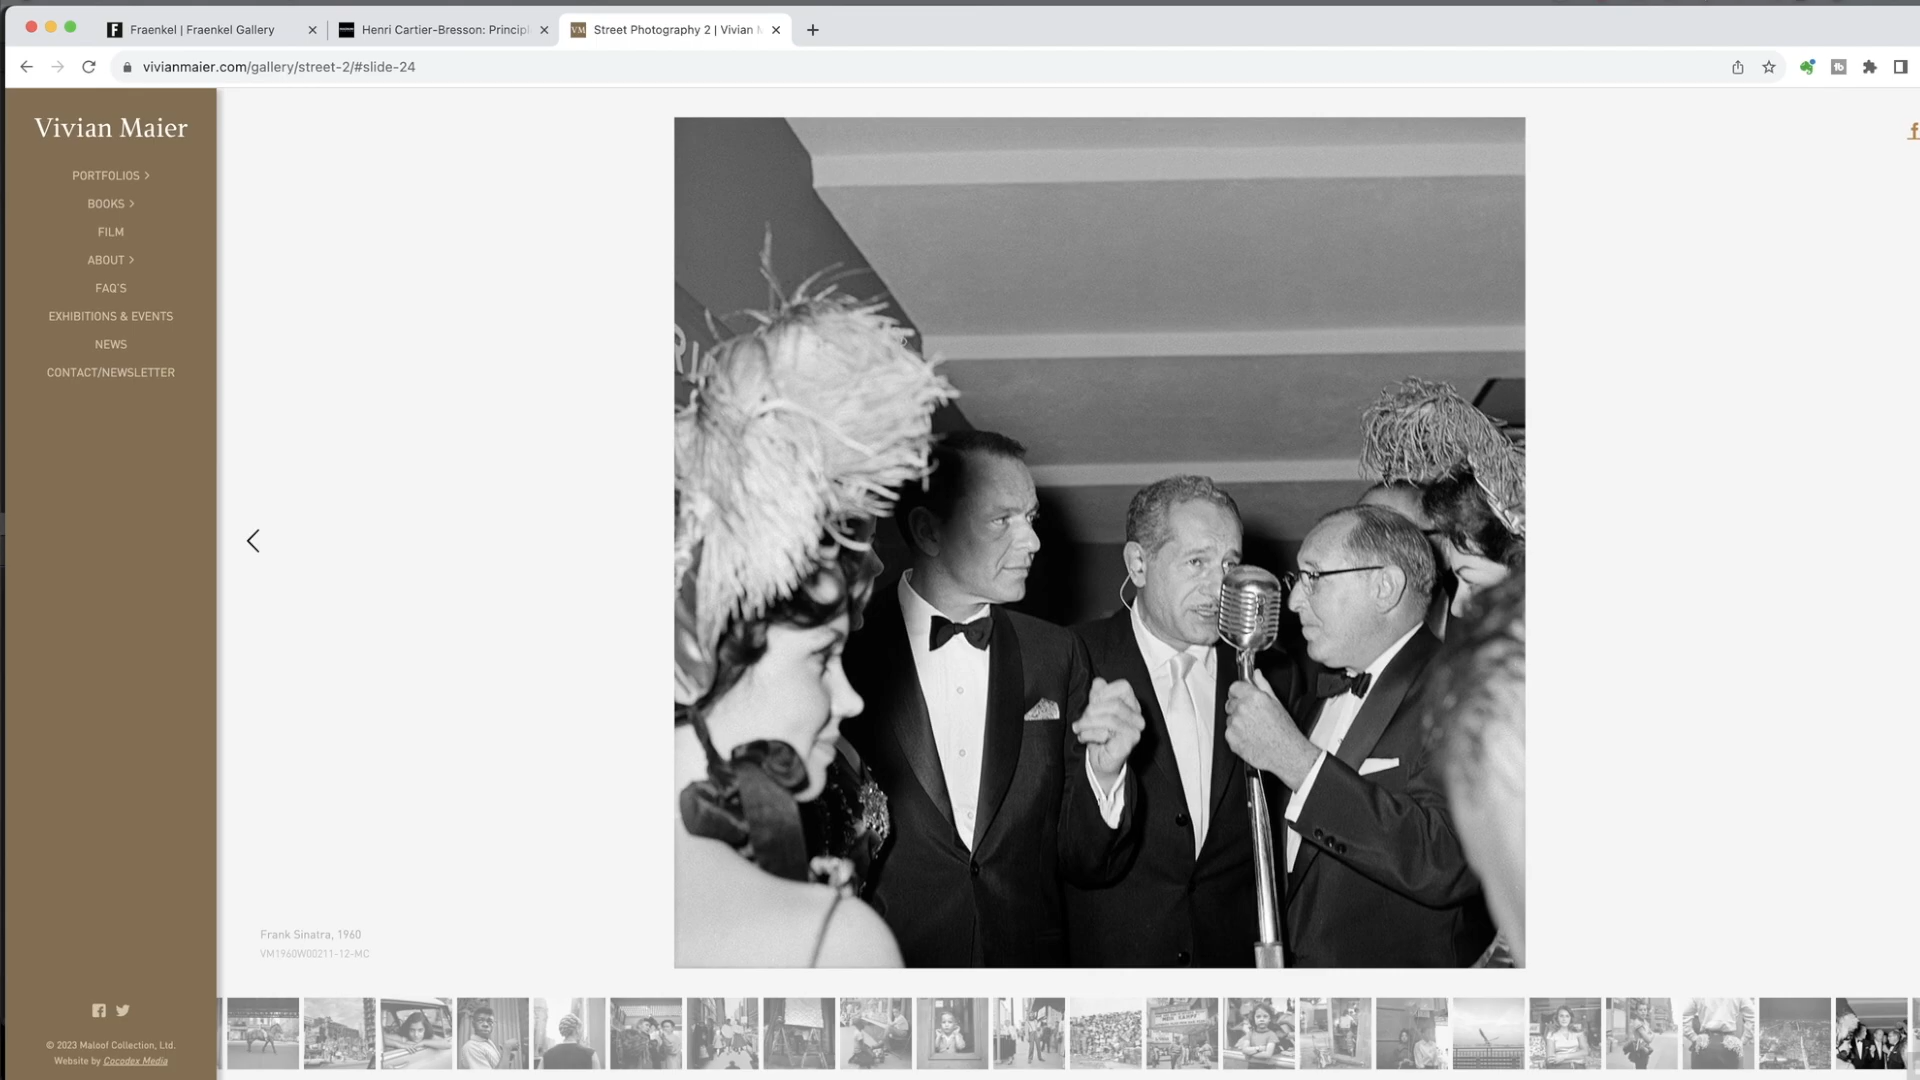 Fraenkel | Fraenkel Gallery
Henri Cartier-Bresson: Princip
Street Photography 2 | Vivian M
vivianmaier.com/gallery/street-2/#slide-24
Vivian Maier
PORTFOLIOS >
BOOKS >
FILM
ABOUT >
FAQ'S
EXHIBITIONS & EVENTS
NEWS
CONTACT/NEWSLETTER
Frank Sinatra, 1960
VM1960W00211-12-MC
© 2023 Maloof Collection, Ltd.
Website by Cocodex Media